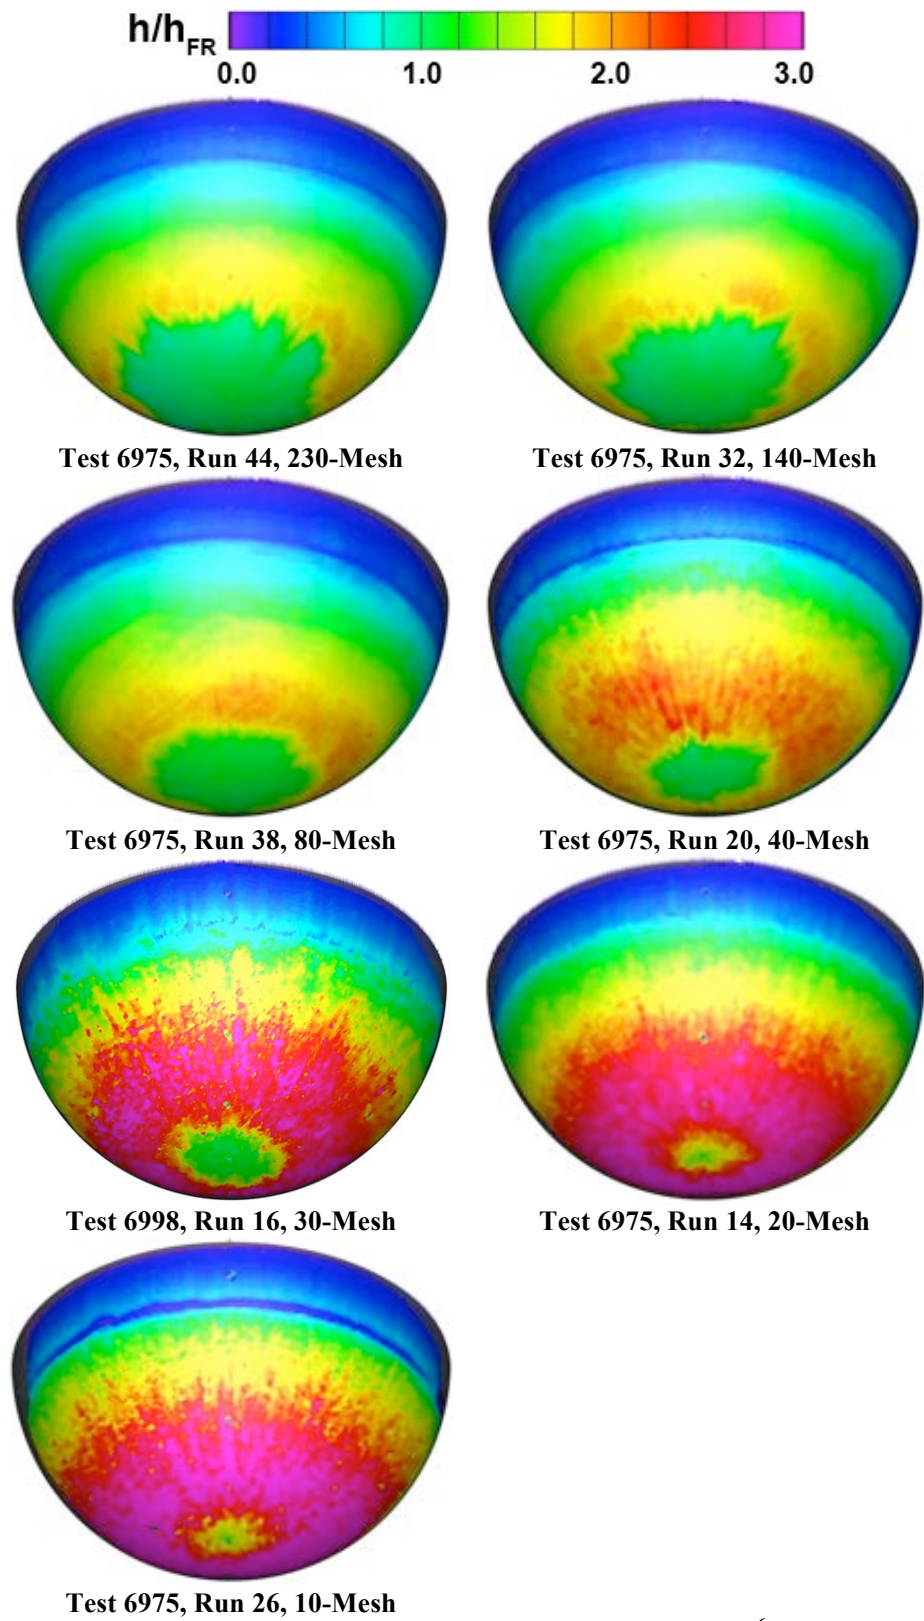 h/hFR
0.0 1.0 2.0 3.0
Test 6975, Run 44, 230-Mesh
Test 6975, Run 32, 140-Mesh
Test 6975, Run 38, 80-Mesh
Test 6975, Run 20, 40-Mesh
Test 6998, Run 16, 30-Mesh
Test 6975, Run 14, 20-Mesh
Test 6975, Run 26, 10-Mesh